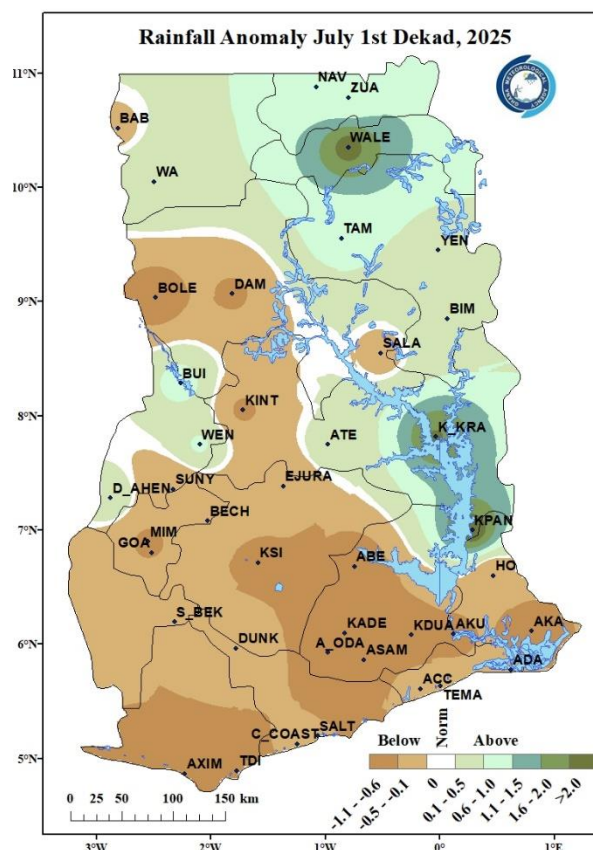 Rainfall Anomaly July 1st Dekad, 2025
11°N
NAV
ZUA
BAB
WALE
WA
10°N
TAM
YEN
BOLE
DAM
9°N
BIM
SALA
BUI
8°N
KINT
K_KRA
WEN
ATE
D_AHEN
SUNY
EJURA
BECH
KPAN
7°N
MIM
GOA
KSI
ABE
HO
S_BEK
KADE
KDUA
AKU
AKA
6°N
DUNK
A_ODA
ASAM
ADA
ACC
TEMA
C_COAST
SALT
5°N
AXIM
TDI
Below
Norm
Above
-1.1 - -0.6
-0.5 - -0.1
0
0.1 - 0.5
0.6 - 1.0
1.1 - 1.5
1.6 - 2.0
>2.0
0 25 50 100 150 km
3°W 2°W 1°W 0° 1°E